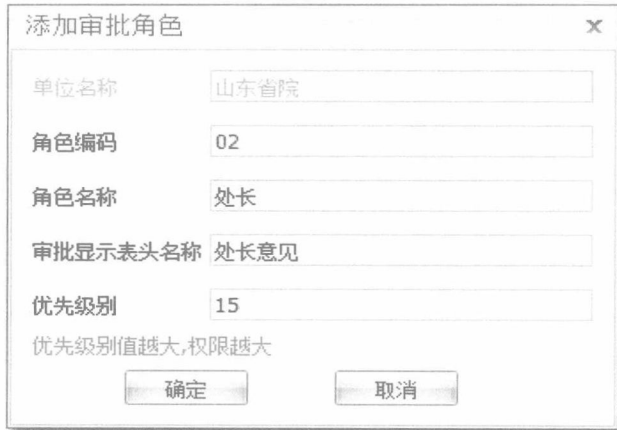 添加审批角色
单位名称 山东省院
角色编码 02
角色名称 处长
审批显示表头名称 处长意见
优先级别 15
优先级别值越大,权限越大
确定 取消